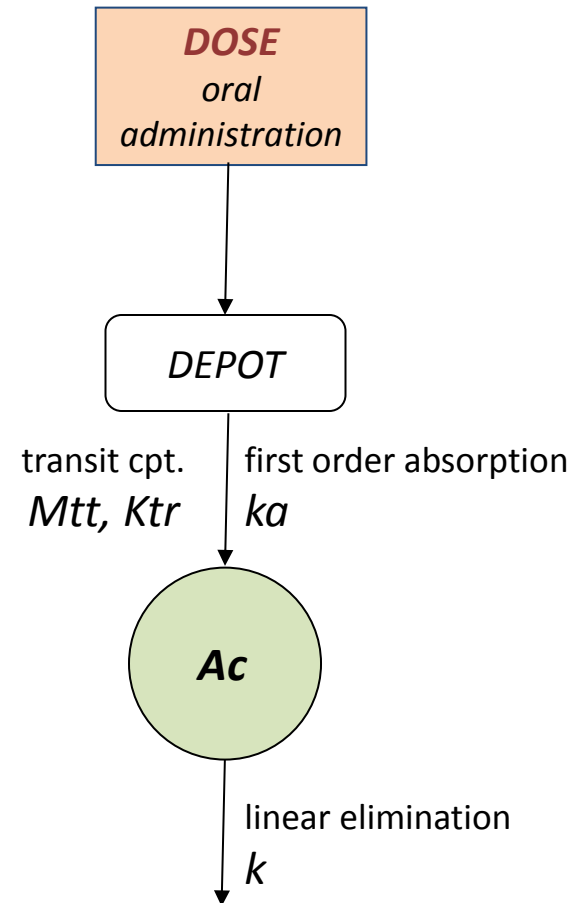 DOSE
oral
administration
DEPOT
transit cpt.
Mtt, Ktr
first order absorption
ka
Ac
linear elimination
k